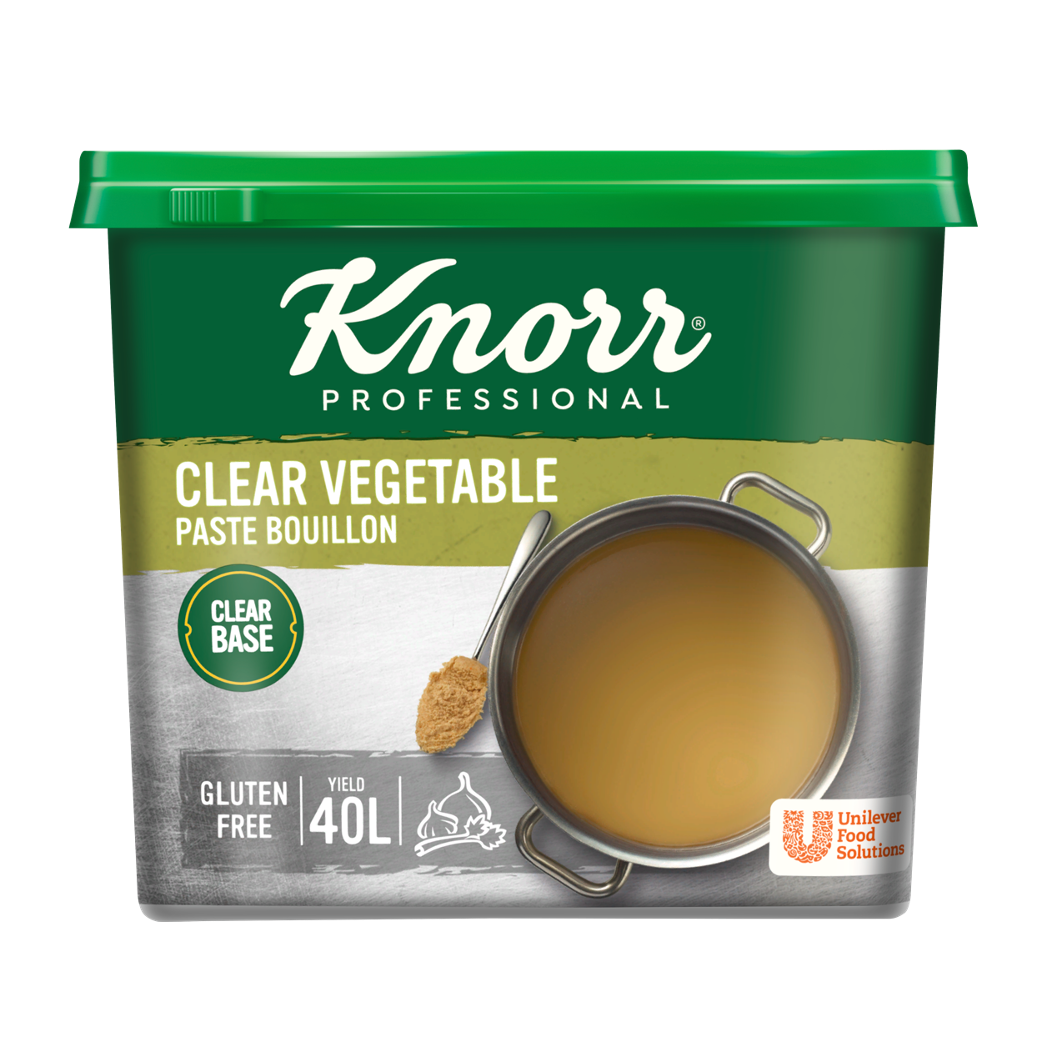 Knorr®
PROFESSIONAL
CLEAR VEGETABLE
PASTE BOUILLON
CLEAR
BASE
GLUTEN
FREE
YIELD
40L
Unilever
Food
Solutions